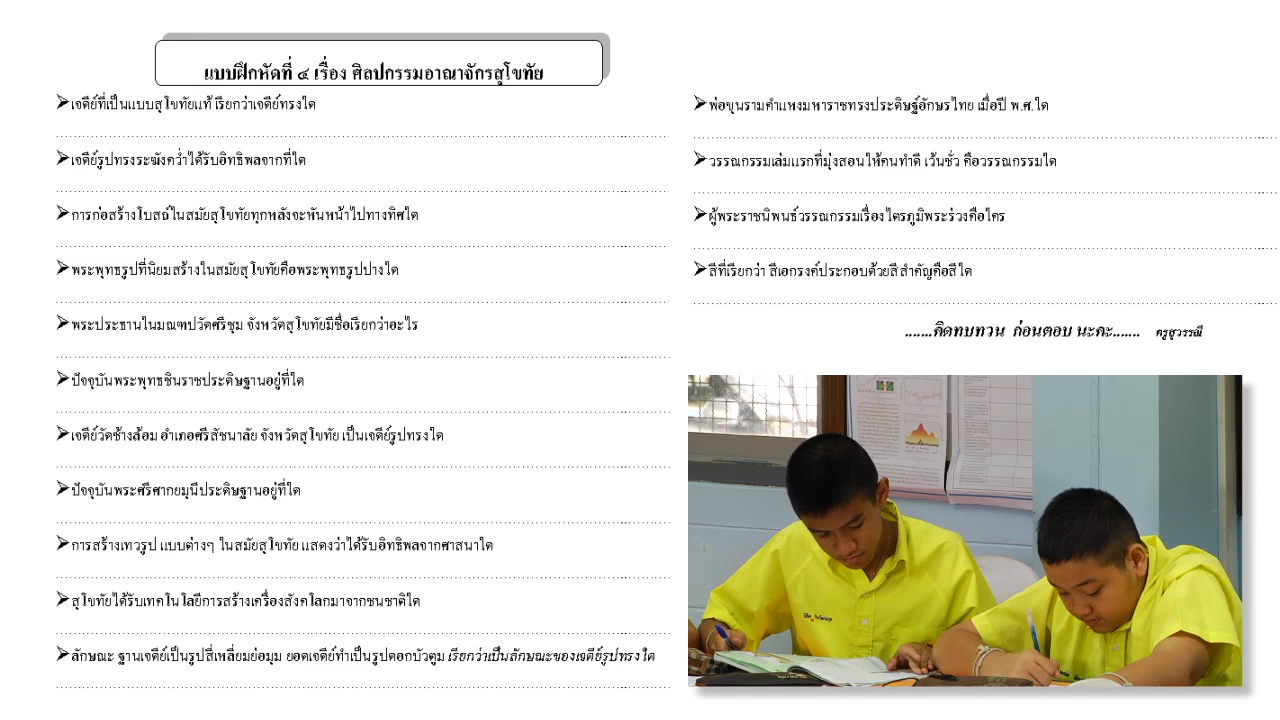 แบบฝึกหัดที่ ๔ เรื่อง ศิลปกรรมอาณาจักรสุโขทัย
➢เจดีย์ที่เป็นแบบสุโขทัยแท้ เรียกว่าเจดีย์ทรงใด
➢เจดีย์รูปทรงระฆังคว่ำได้รับอิทธิพลจากที่ใด
➢การก่อสร้างโบสถ์ในสมัยสุโขทัยทุกหลังจะหันหน้าไปทางทิศใด
➢พระพุทธรูปที่นิยมสร้างในสมัยสุโขทัยคือพระพุทธรูปปางใด
➢พระประธานในมณฑปวัดศรีชุม จังหวัดสุโขทัยมีชื่อเรียกว่าอะไร
➢ปัจจุบันพระพุทธชินราชประดิษฐานอยู่ที่ใด
➢เจดีย์วัดช้างล้อม อำเภอศรีสัชนาลัย จังหวัดสุโขทัย เป็นเจดีย์รูปทรงใด
➢ปัจจุบันพระศรีศากยมุนีประดิษฐานอยู่ที่ใด
➢การสร้างเทวรูป แบบต่างๆ ในสมัยสุโขทัย แสดงว่าได้รับอิทธิพลจากศาสนาใด
➢สุโขทัยได้รับเทคโนโลยีการสร้างเครื่องสังคโลกมาจากชนชาติใด
➢ลักษณะ ฐานเจดีย์เป็นรูปสี่เหลี่ยมย่อมุม ยอดเจดีย์ทำเป็นรูปดอกบัวตูม เรียกว่าเป็นลักษณะของเจดีย์รูปทรงใด
➢พ่อขุนรามคำแหงมหาราชทรงประดิษฐ์อักษรไทย เมื่อปี พ.ศ.ใด
➢วรรณกรรมเล่มแรกที่มุ่งสอนให้คนทำดี เว้นชั่ว คือวรรณกรรมใด
➢ผู้พระราชนิพนธ์วรรณกรรมเรื่องไตรภูมิพระร่วงคือใคร
➢สีที่เรียกว่า สีเอกรงค์ประกอบด้วยสีสำคัญคือสีใด
.......คิดทบทวน ก่อนตอบ นะคะ....... ครูสุวรรณี